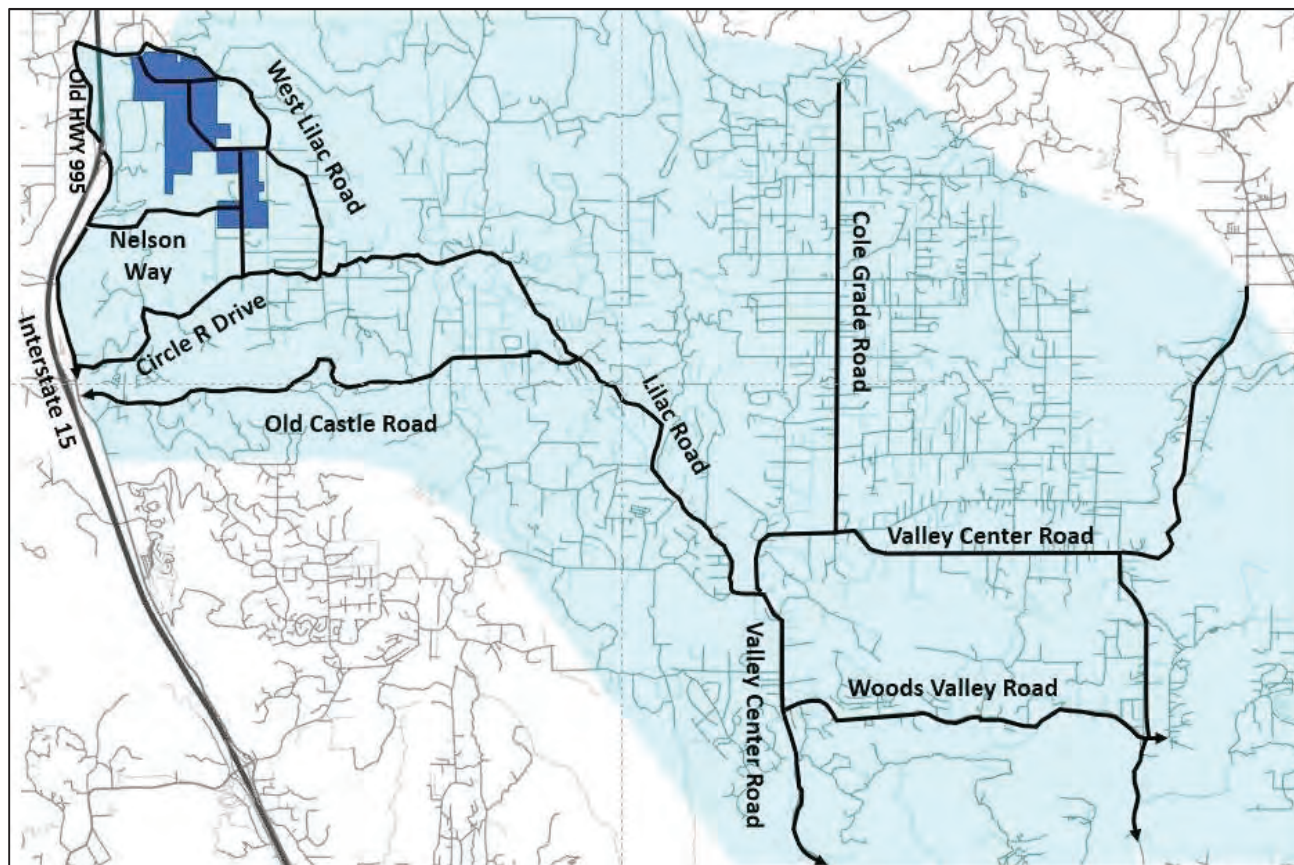 Old HWY 995
West Lilac Road
Nelson
Way
Circle R Drive
Interstate 15
Old Castle Road
Lilac Road
Cole Grade Road
Valley Center Road
Valley Center Road
Woods Valley Road